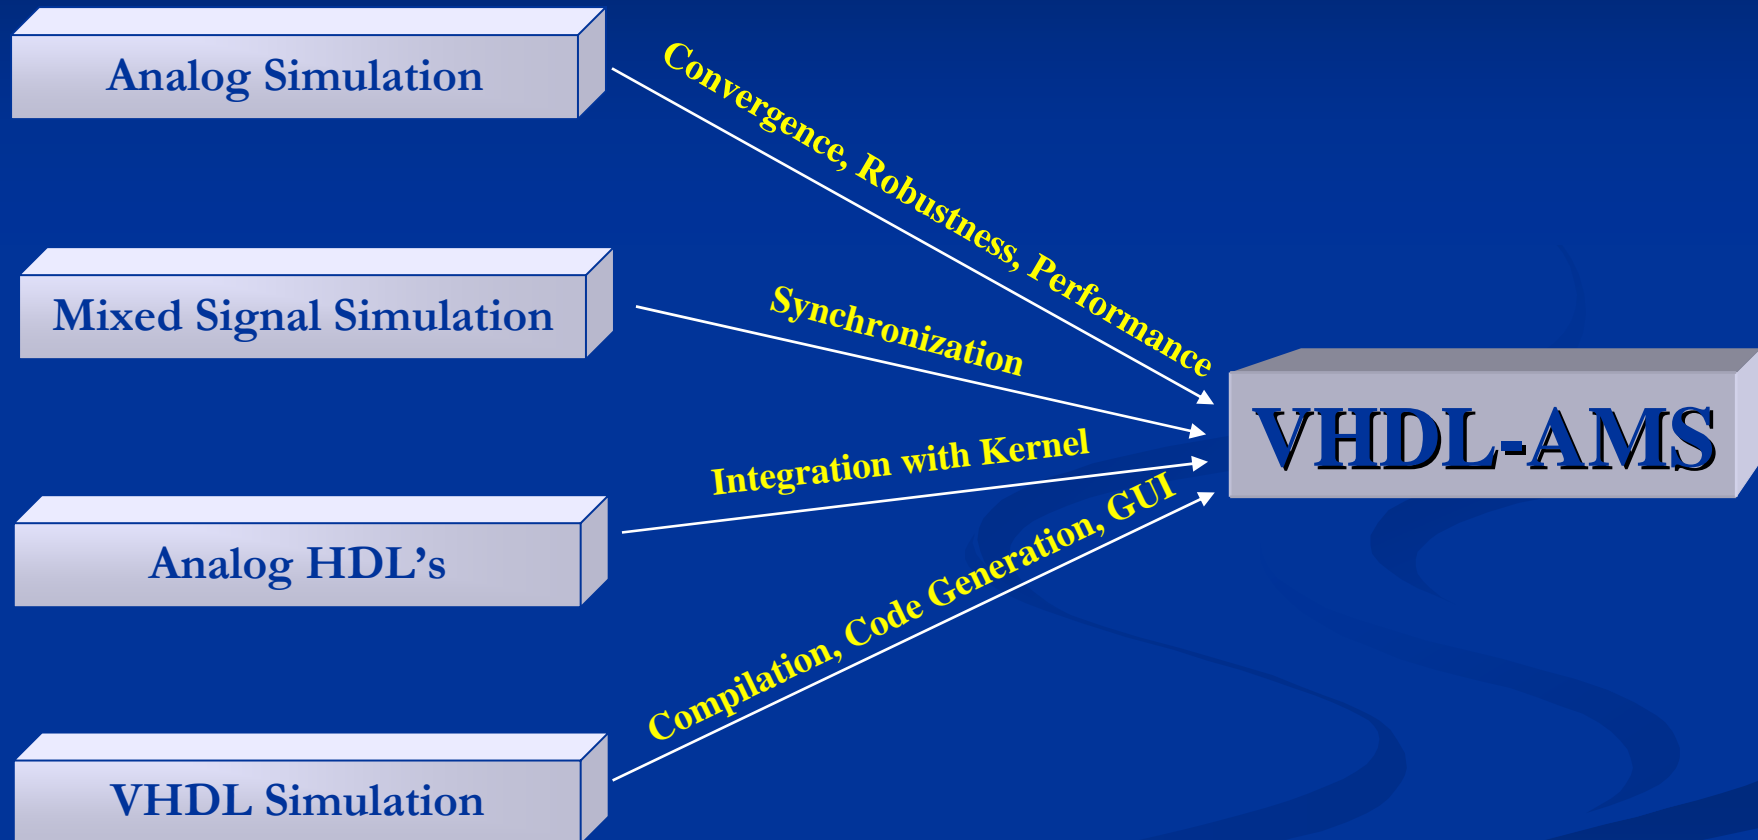 Analog Simulation
Convergence, Robustness, Performance
Mixed Signal Simulation
Synchronization
VHDL-AMS
Integration with Kernel
Analog HDL’s
Compilation, Code Generation, GUI
VHDL Simulation